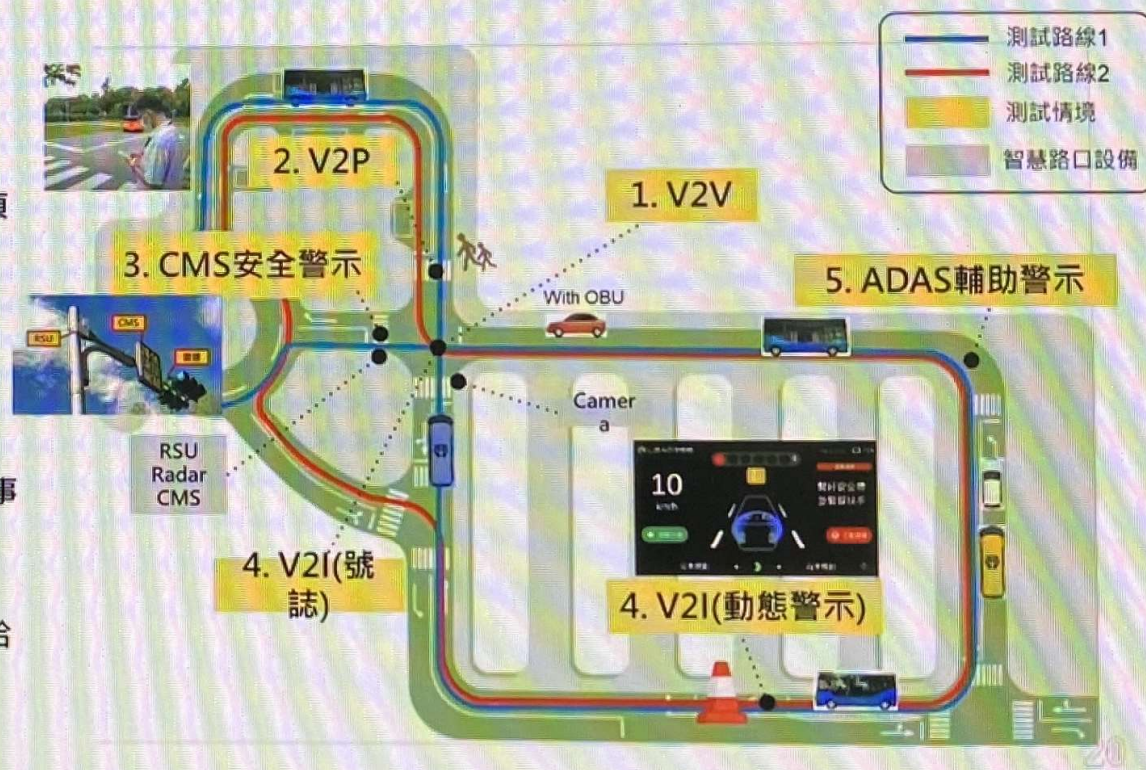 測試路線1
測試路線2
測試情境
智慧路口設備
2. V2P
1. V2V
3. CMS安全警示
With OBU
5. ADAS輔助警示
RSU
CMS
Camer
a
RSU
Radar
CMS
10
km/h
4. V2I(號
誌)
4. V2I(動態警示)
事
20